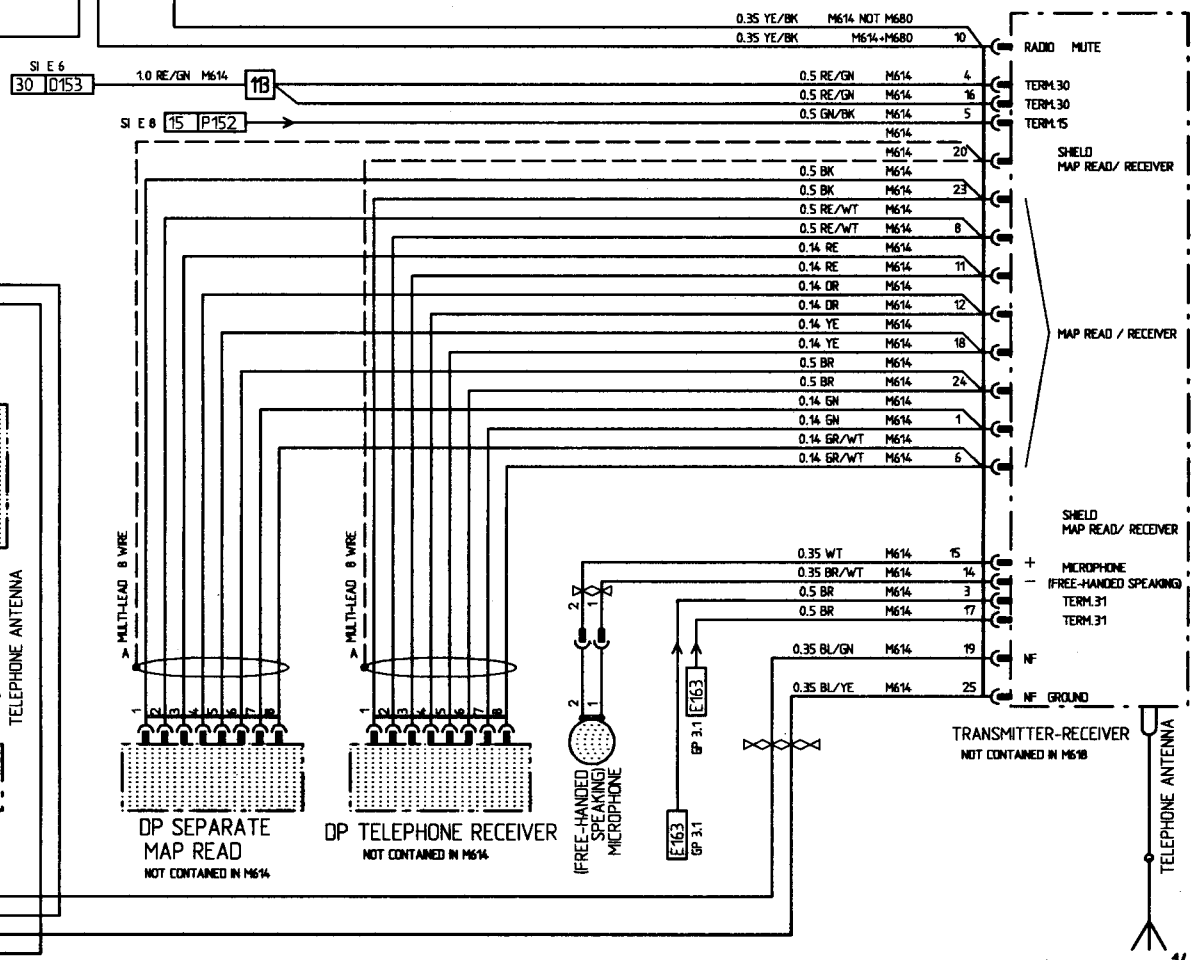 0.35 YE/BK M614 NOT M680
0.35 YE/BK M614+M680 10
RADIO MUTE
SI E 6
30 D153
1.0 RE/GN M614
113
0.5 RE/GN M614 4
TERM.30
0.5 RE/GN M614 16
TERM.30
SI E 8 15 P152
0.5 GN/BK M614 5
TERM.15
M614
M614 20
SHIELD
MAP READ/ RECEIVER
0.5 BK M614
0.5 BK M614 23
0.5 RE/WT M614
0.5 RE/WT M614 8
0.14 RE M614
0.14 RE M614 11
0.14 OR M614
0.14 OR M614 12
0.14 YE M614
0.14 YE M614 18
MAP READ / RECEIVER
0.5 BR M614
0.5 BR M614 24
0.14 GN M614
0.14 GN M614 1
0.14 GR/WT M614
0.14 GR/WT M614 6
SHIELD
MAP READ/ RECEIVER
0.35 WT M614 15
+ MICROPHONE
0.35 BR/WT M614 14
- (FREE-HANDED SPEAKING)
0.5 BR M614 3
TERM.31
0.5 BR M614 17
TERM.31
0.35 BL/GN M614 19
NF
0.35 BL/YE M614 25
NF GROUND
TRANSMITTER-RECEIVER
NOT CONTAINED IN M618
TELEPHONE ANTENNA
TELEPHONE ANTENNA
A MULTI-LEAD 8 WIRE
A MULTI-LEAD 8 WIRE
1 2 3 4 5 6 7 8
1 2 3 4 5 6 7 8
2 1
2 1
E163
GP 3.1
E163
GP 3.1
DP SEPARATE
MAP READ
NOT CONTAINED IN M614
DP TELEPHONE RECEIVER
NOT CONTAINED IN M614
(FREE-HANDED
SPEAKING)
MICROPHONE